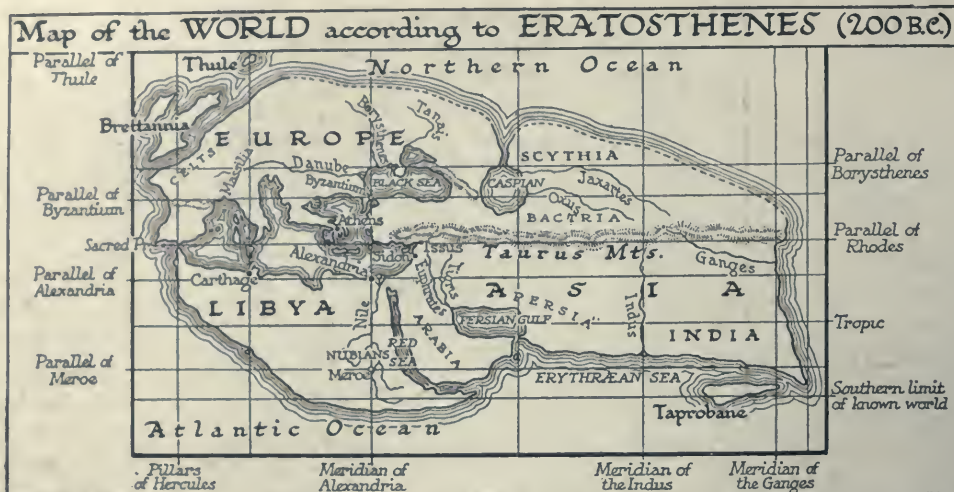 Map of the WORLD according to ERATOSTHENES (200 B.C.)
Parallel of
Thule
Thule
Northern Ocean
Brettannia
EUROPE
CELTS
Massilia
Borysthenes
Tanais
Danube
Byzantium
BLACK SEA
CASPIAN
SCYTHIA
Jaxartes
Oxus
BACTRIA
Parallel of
Borysthenes
Parallel of
Byzantium
Athens
Sacred Pr.
Issus
Taurus Mts.
Ganges
Parallel of
Rhodes
Parallel of
Alexandria
Carthage
Alexandria
Sidon
Tigris
Euphrates
LIBYA
Nile
ASIA
PERSIA
PERSIAN GULF
Indus
INDIA
Tropic
ARABIA
RED
SEA
NUBIANS
Meroe
Parallel of
Meroe
ERYTHRÆAN SEA
Taprobane
Southern limit
of known world
Atlantic Ocean
Pillars
of Hercules
Meridian of
Alexandria
Meridian of
the Indus
Meridian of
the Ganges